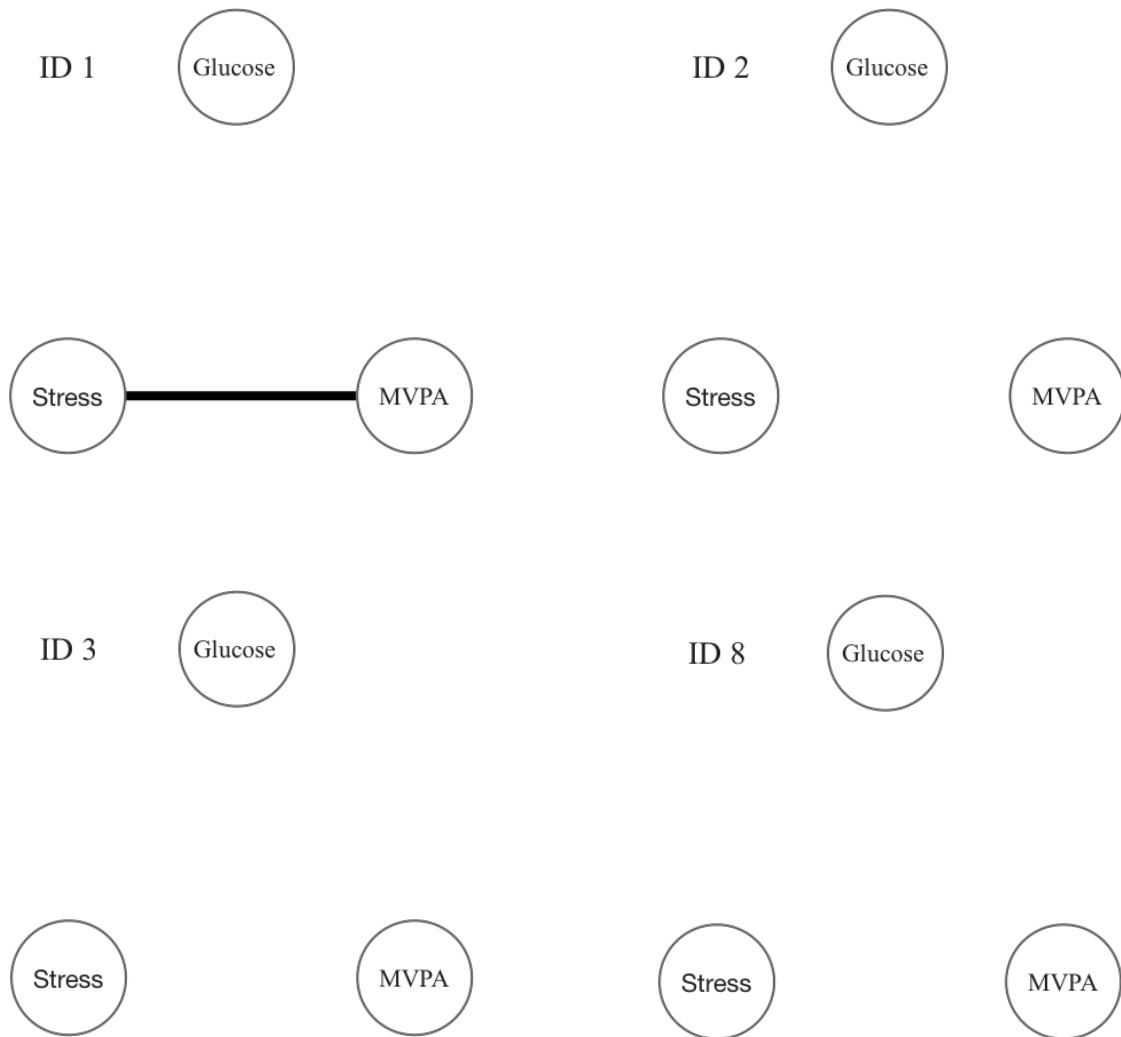 ID 1
Glucose
ID 2
Glucose
Stress
MVPA
Stress
MVPA
ID 3
Glucose
ID 8
Glucose
Stress
MVPA
Stress
MVPA